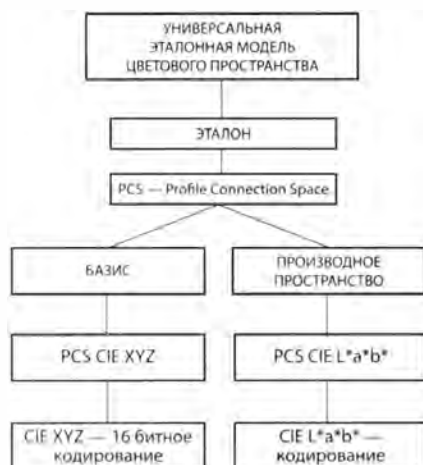 УНИВЕРСАЛЬНАЯ
ЭТАЛОННАЯ МОДЕЛЬ
ЦВЕТОВОГО ПРОСТРАНСТВА
ЭТАЛОН
PCS — Profile Connection Space
БАЗИС
ПРОИЗВОДНОЕ
ПРОСТРАНСТВО
PCS CIE XYZ
PCS CIE L*a*b*
CIE XYZ — 16 битное
кодирование
CIE L*a*b* —
кодирование